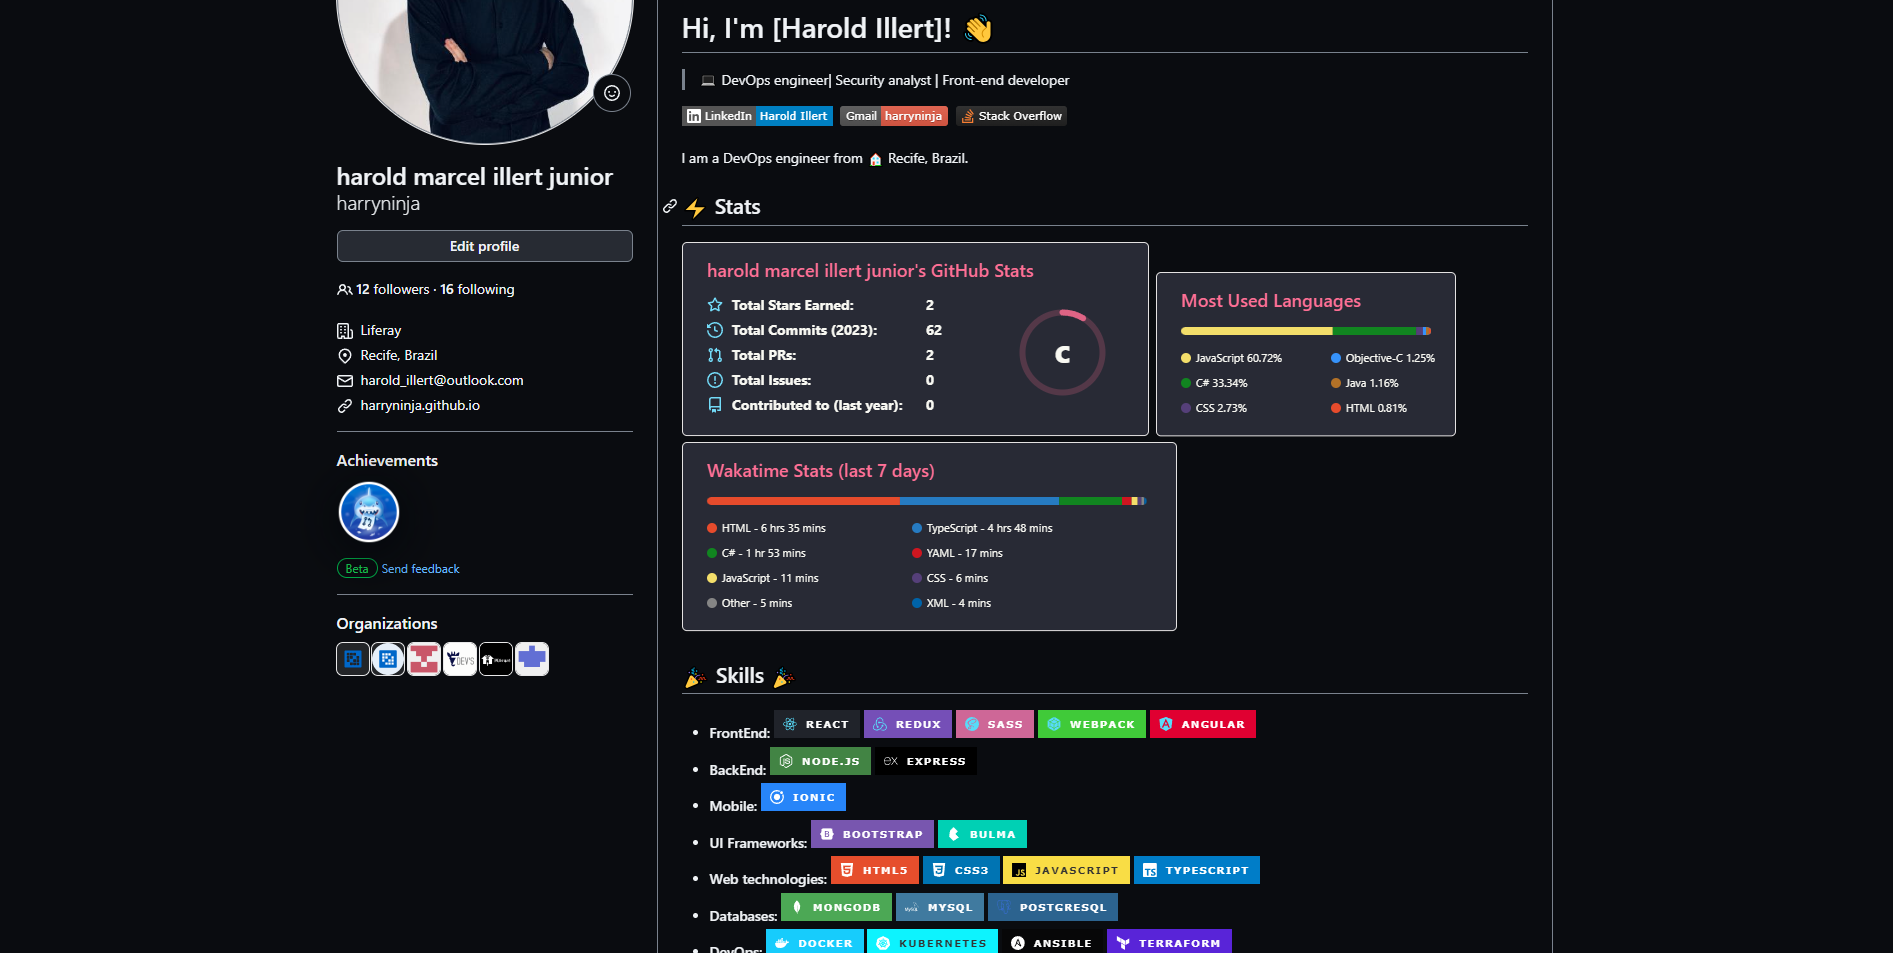 harold marcel illert junior
harryninja
Edit profile
12 followers · 16 following
Liferay
Recife, Brazil
harold_illert@outlook.com
harryninja.github.io
Achievements
Beta Send feedback
Organizations
DEV'S
Hi, I'm [Harold Illert]! 👋
💻 DevOps engineer| Security analyst | Front-end developer
in LinkedIn Harold Illert Gmail harryninja Stack Overflow
I am a DevOps engineer from 🏠 Recife, Brazil.
⚡ Stats
harold marcel illert junior's GitHub Stats
Total Stars Earned: 2
Total Commits (2023): 62
Total PRs: 2
Total Issues: 0
Contributed to (last year): 0
C
Most Used Languages
JavaScript 60.72% Objective-C 1.25%
C# 33.34% Java 1.16%
CSS 2.73% HTML 0.81%
Wakatime Stats (last 7 days)
HTML - 6 hrs 35 mins TypeScript - 4 hrs 48 mins
C# - 1 hr 53 mins YAML - 17 mins
JavaScript - 11 mins CSS - 6 mins
Other - 5 mins XML - 4 mins
🎉 Skills 🎉
• FrontEnd: REACT REDUX SASS WEBPACK ANGULAR
• BackEnd: NODE.JS ex EXPRESS
• Mobile: IONIC
• UI Frameworks: B BOOTSTRAP BULMA
• Web technologies: HTML5 CSS3 JS JAVASCRIPT TS TYPESCRIPT
• Databases: MONGODB MySQL MYSQL POSTGRESQL
• DevOps: DOCKER KUBERNETES A ANSIBLE TERRAFORM